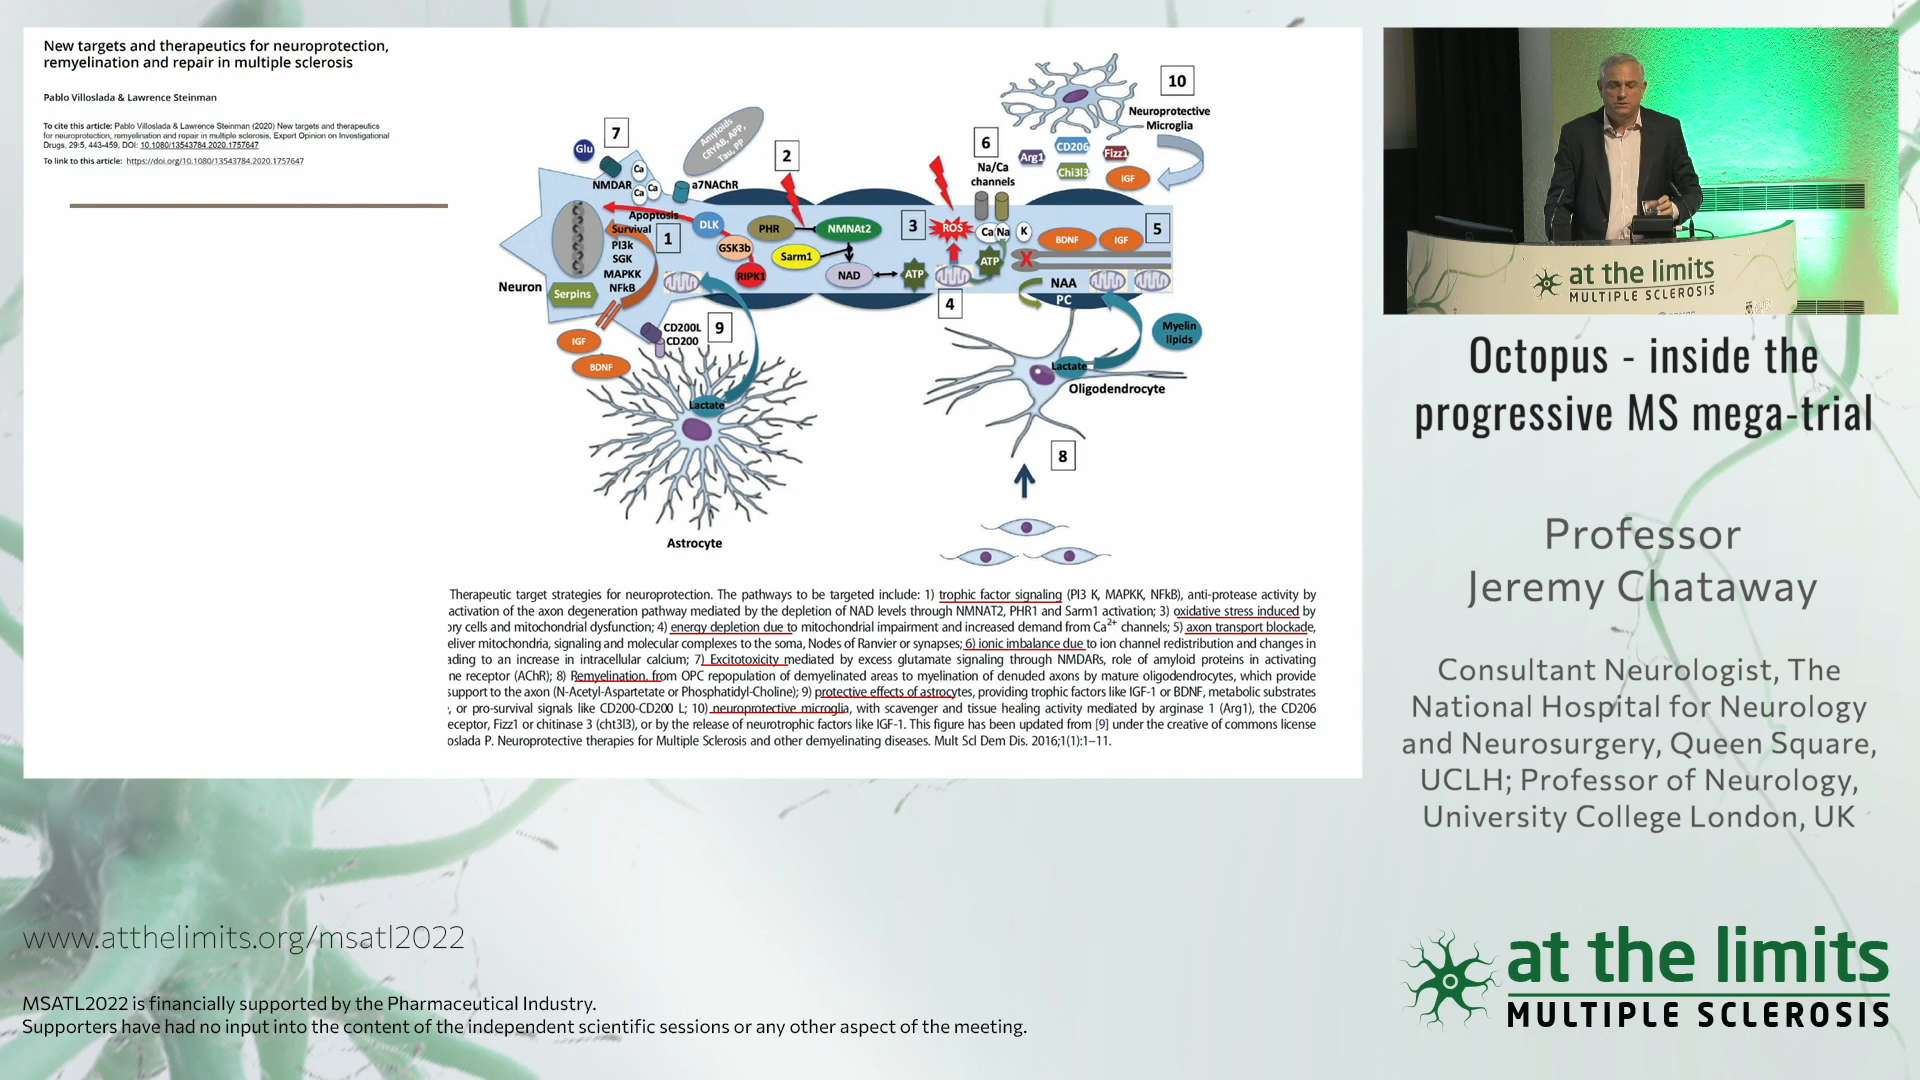 New targets and therapeutics for neuroprotection,
remyelination and repair in multiple sclerosis
Pablo Villoslada & Lawrence Steinman
To cite this article: Pablo Villoslada & Lawrence Steinman (2020) New targets and therapeutics
for neuroprotection, remyelination and repair in multiple sclerosis, Expert Opinion on Investigational
Drugs, 29:5, 443-459, DOI: 10.1080/13543784.2020.1757647
To link to this article: https://doi.org/10.1080/13543784.2020.1757647
7
Glu
NMDAR
Ca
Ca
Ca
Amyloids
CRYAB, APP,
Tau, PP
a7NAChR
2
6
Na/Ca
channels
10
Neuroprotective
Microglia
Arg1
CD206
Chi3l3
Fizz1
IGF
Apoptosis
Survival
PI3k
SGK
MAPKK
NFkB
1
DLK
GSK3b
RIPK1
PHR
Sarm1
NMNAt2
NAD
ATP
3
ROS
4
Ca
Na
K
ATP
X
BDNF
IGF
5
NAA
PC
Neuron
Serpins
IGF
BDNF
CD200L
CD200
9
Lactate
Astrocyte
Myelin
lipids
Lactate
Oligodendrocyte
8
Therapeutic target strategies for neuroprotection. The pathways to be targeted include: 1) trophic factor signaling (PI3 K, MAPKK, NFkB), anti-protease activity by
activation of the axon degeneration pathway mediated by the depletion of NAD levels through NMNAT2, PHR1 and Sarm1 activation; 3) oxidative stress induced by
ory cells and mitochondrial dysfunction; 4) energy depletion due to mitochondrial impairment and increased demand from Ca2+ channels; 5) axon transport blockade,
eliver mitochondria, signaling and molecular complexes to the soma, Nodes of Ranvier or synapses; 6) ionic imbalance due to ion channel redistribution and changes in
ading to an increase in intracellular calcium; 7) Excitotoxicity mediated by excess glutamate signaling through NMDARs, role of amyloid proteins in activating
ne receptor (AChR); 8) Remyelination, from OPC repopulation of demyelinated areas to myelination of denuded axons by mature oligodendrocytes, which provide
support to the axon (N-Acetyl-Aspartetate or Phosphatidyl-Choline); 9) protective effects of astrocytes, providing trophic factors like IGF-1 or BDNF, metabolic substrates
, or pro-survival signals like CD200-CD200 L; 10) neuroprotective microglia, with scavenger and tissue healing activity mediated by arginase 1 (Arg1), the CD206
eceptor, Fizz1 or chitinase 3 (cht3l3), or by the release of neurotrophic factors like IGF-1. This figure has been updated from [9] under the creative of commons license
oslada P. Neuroprotective therapies for Multiple Sclerosis and other demyelinating diseases. Mult Scl Dem Dis. 2016;1(1):1–11.
at the limits
MULTIPLE SCLEROSIS
Octopus - inside the
progressive MS mega-trial
Professor
Jeremy Chataway
Consultant Neurologist, The
National Hospital for Neurology
and Neurosurgery, Queen Square,
UCLH; Professor of Neurology,
University College London, UK
www.atthelimits.org/msatl2022
MSATL2022 is financially supported by the Pharmaceutical Industry.
Supporters have had no input into the content of the independent scientific sessions or any other aspect of the meeting.
at the limits
MULTIPLE SCLEROSIS